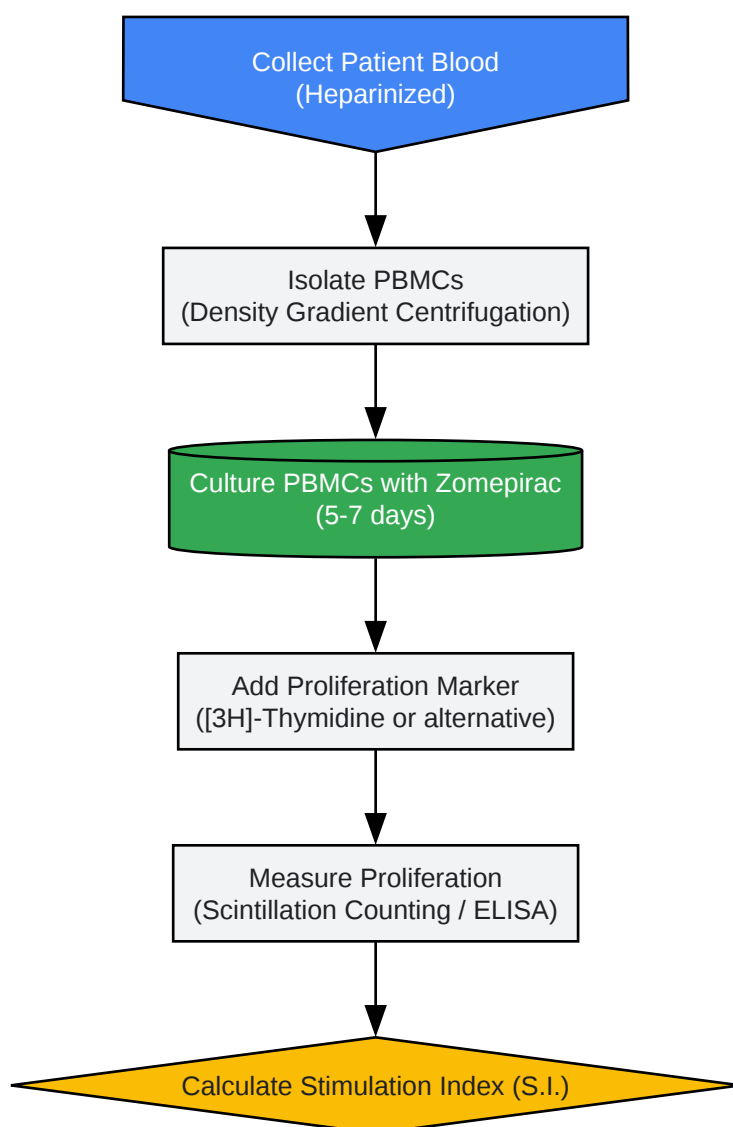 Collect Patient Blood
(Heparinized)
Isolate PBMCs
(Density Gradient Centrifugation)
Culture PBMCs with Zomepirac
(5-7 days)
Add Proliferation Marker
([3H]-Thymidine or alternative)
Measure Proliferation
(Scintillation Counting / ELISA)
Calculate Stimulation Index (S.I.)